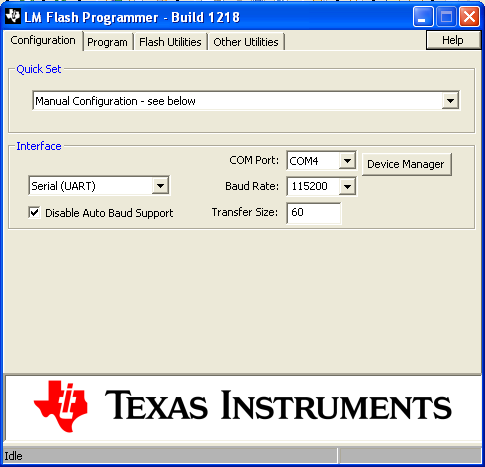 LM Flash Programmer - Build 1218
Configuration Program Flash Utilities Other Utilities Help
Quick Set
Manual Configuration - see below
Interface
COM Port: COM4 Device Manager
Serial (UART) Baud Rate: 115200
Disable Auto Baud Support Transfer Size: 60
TEXAS INSTRUMENTS
Idle